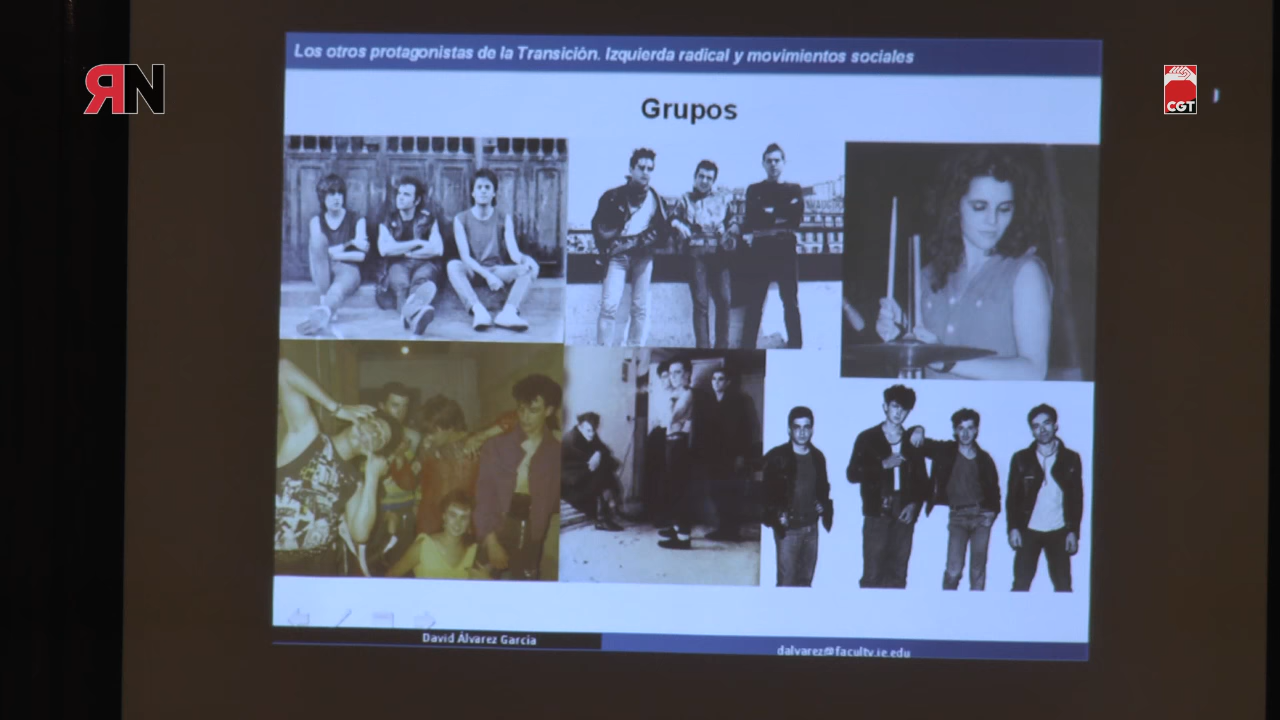 Los otros protagonistas de la Transición. Izquierda radical y movimientos sociales
ЯN
CGT
Grupos
David Álvarez García
dalvarez@faculty.ie.edu